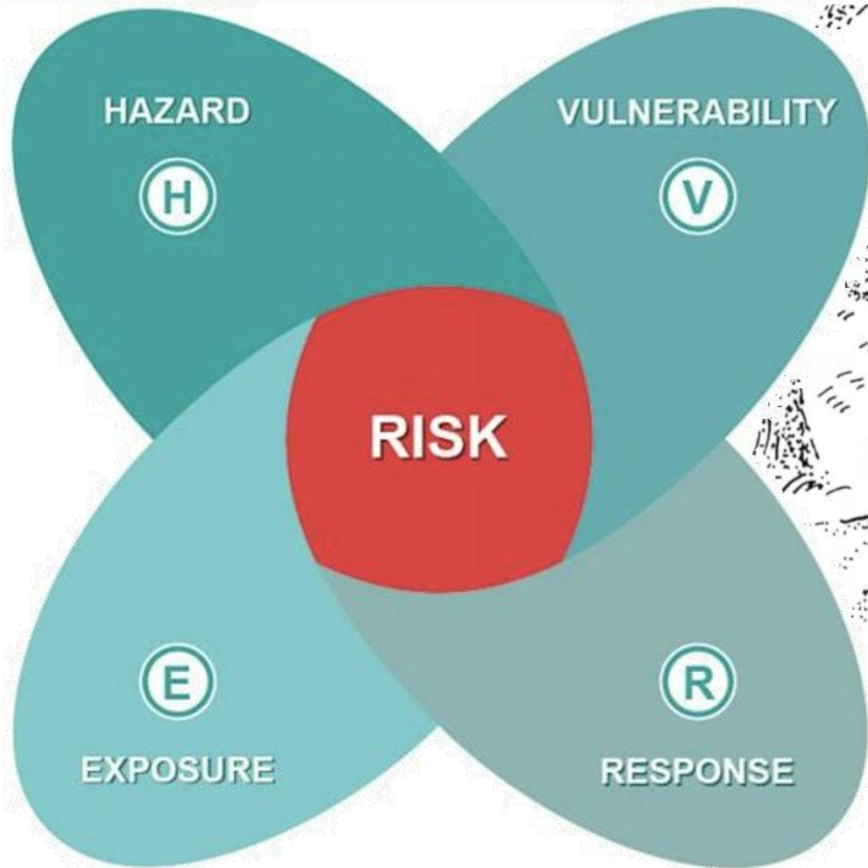 HAZARD
H
VULNERABILITY
V
RISK
E
EXPOSURE
R
RESPONSE